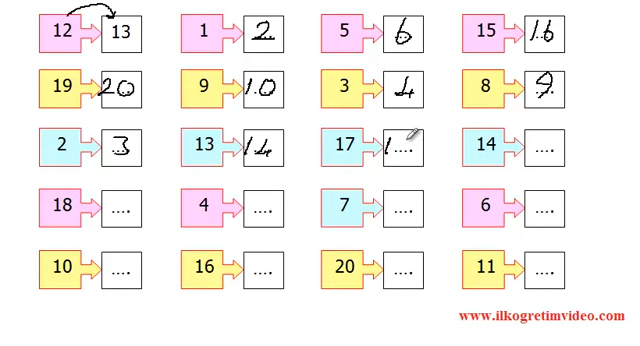 12 13 1 2 5 6 15 16
19 20 9 10 3 4 8 9
2 3 13 14 17 1.... 14 ....
18 .... 4 .... 7 .... 6 ....
10 .... 16 .... 20 .... 11 ....
www.ilkogretimvideo.com